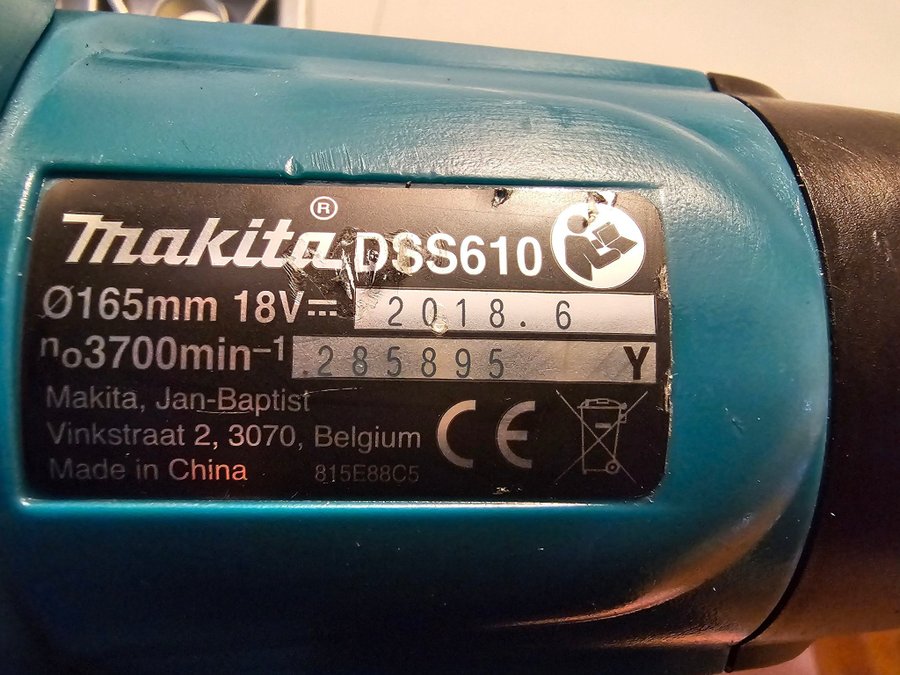 makita® DSS610
Ø165mm 18V⎓ 2018.6
n₀3700min⁻¹ .285895 Y
Makita, Jan-Baptist
Vinkstraat 2, 3070, Belgium
Made in China 815E88C5
CE